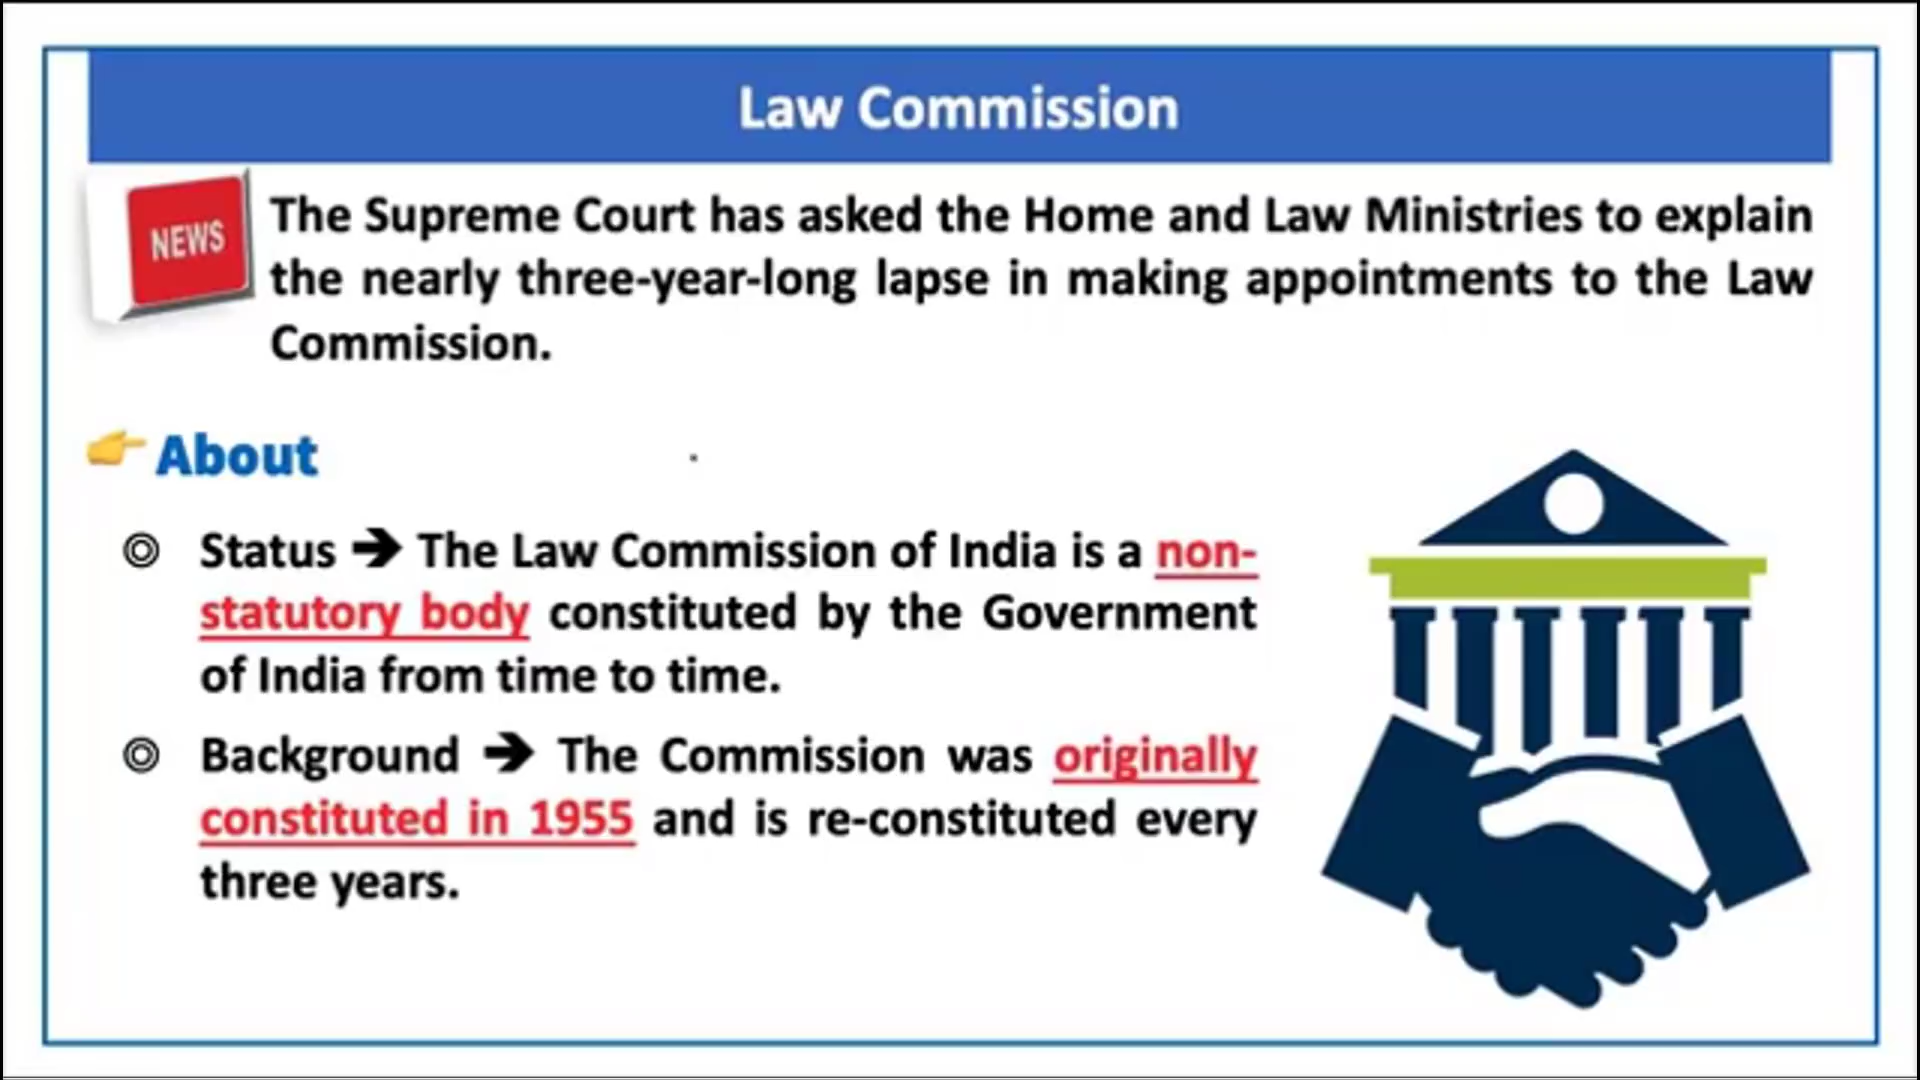 Law Commission
NEWS
The Supreme Court has asked the Home and Law Ministries to explain
the nearly three-year-long lapse in making appointments to the Law
Commission.
About
Status ➔ The Law Commission of India is a non-
statutory body constituted by the Government
of India from time to time.
Background ➔ The Commission was originally
constituted in 1955 and is re-constituted every
three years.